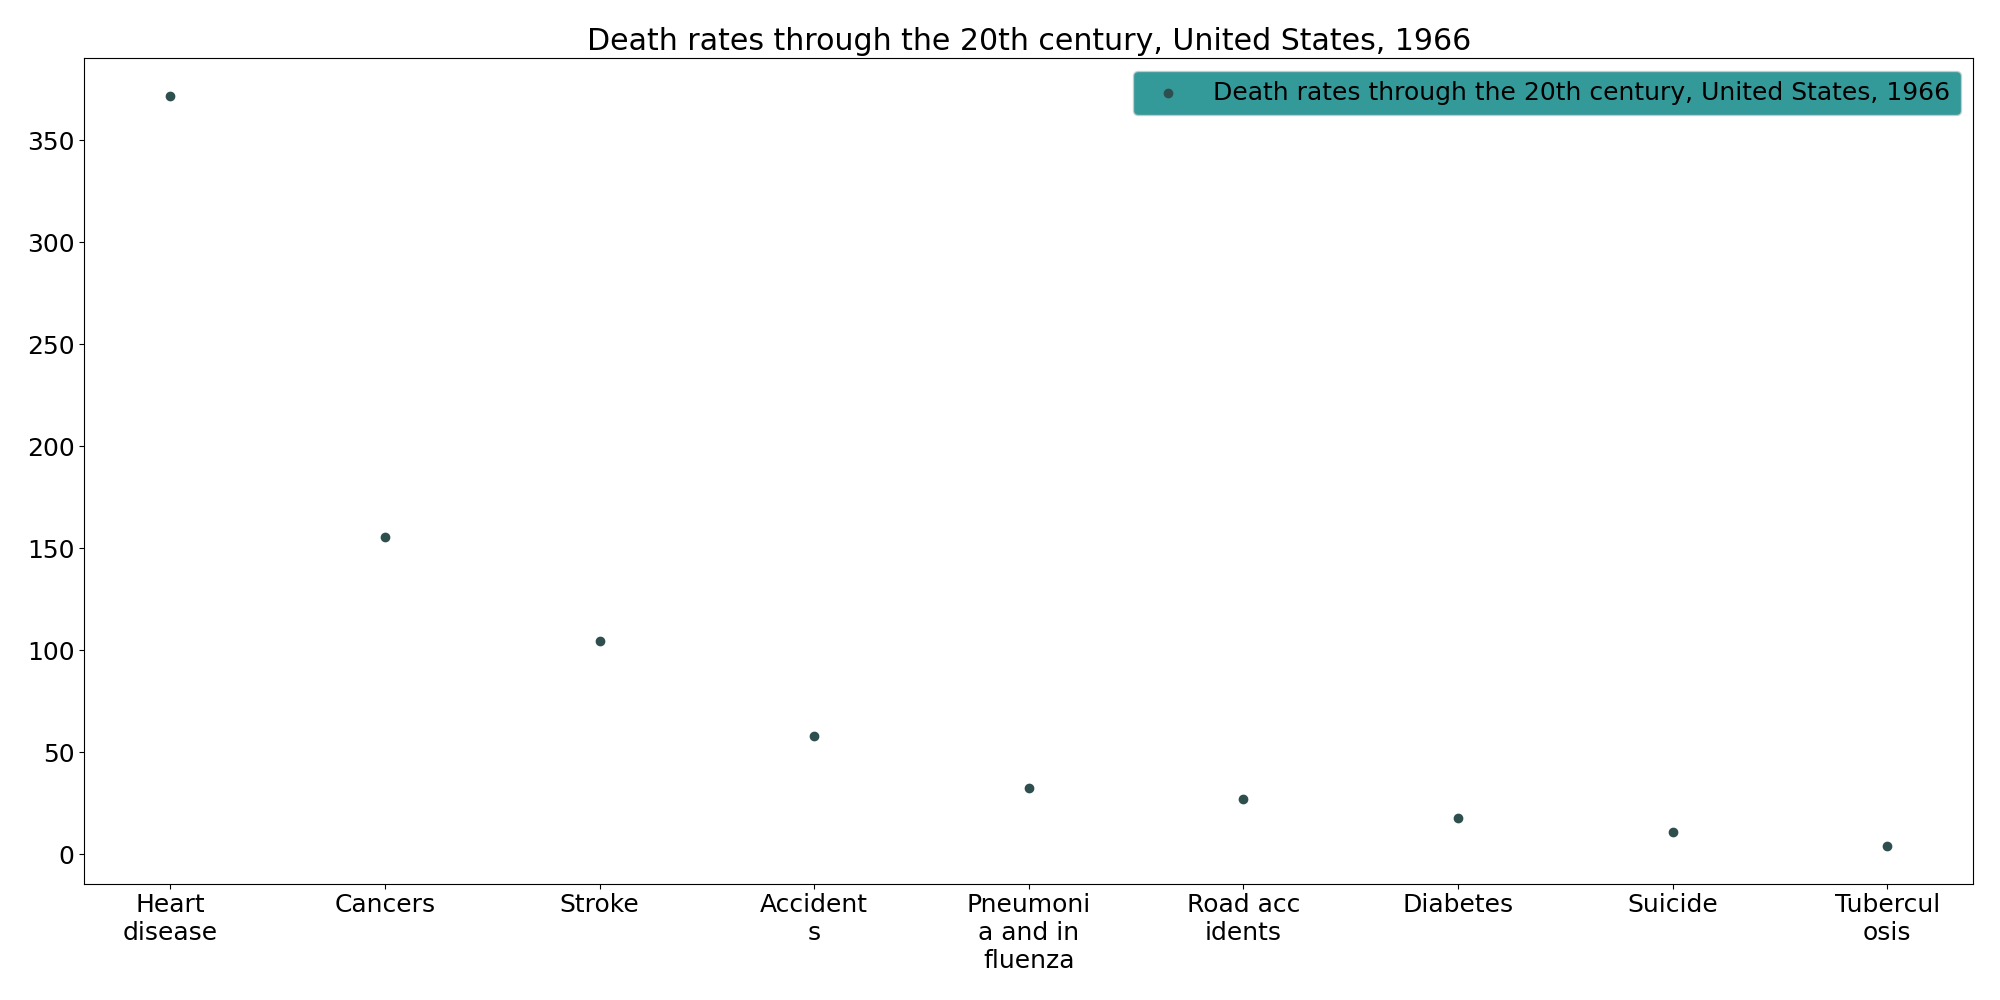 Death rates through the 20th century, United States, 1966
Death rates through the 20th century, United States, 1966
350
300
250
200
150
100
50
0
Heart
disease
Cancers
Stroke
Accident
s
Pneumoni
a and in
fluenza
Road acc
idents
Diabetes
Suicide
Tubercul
osis